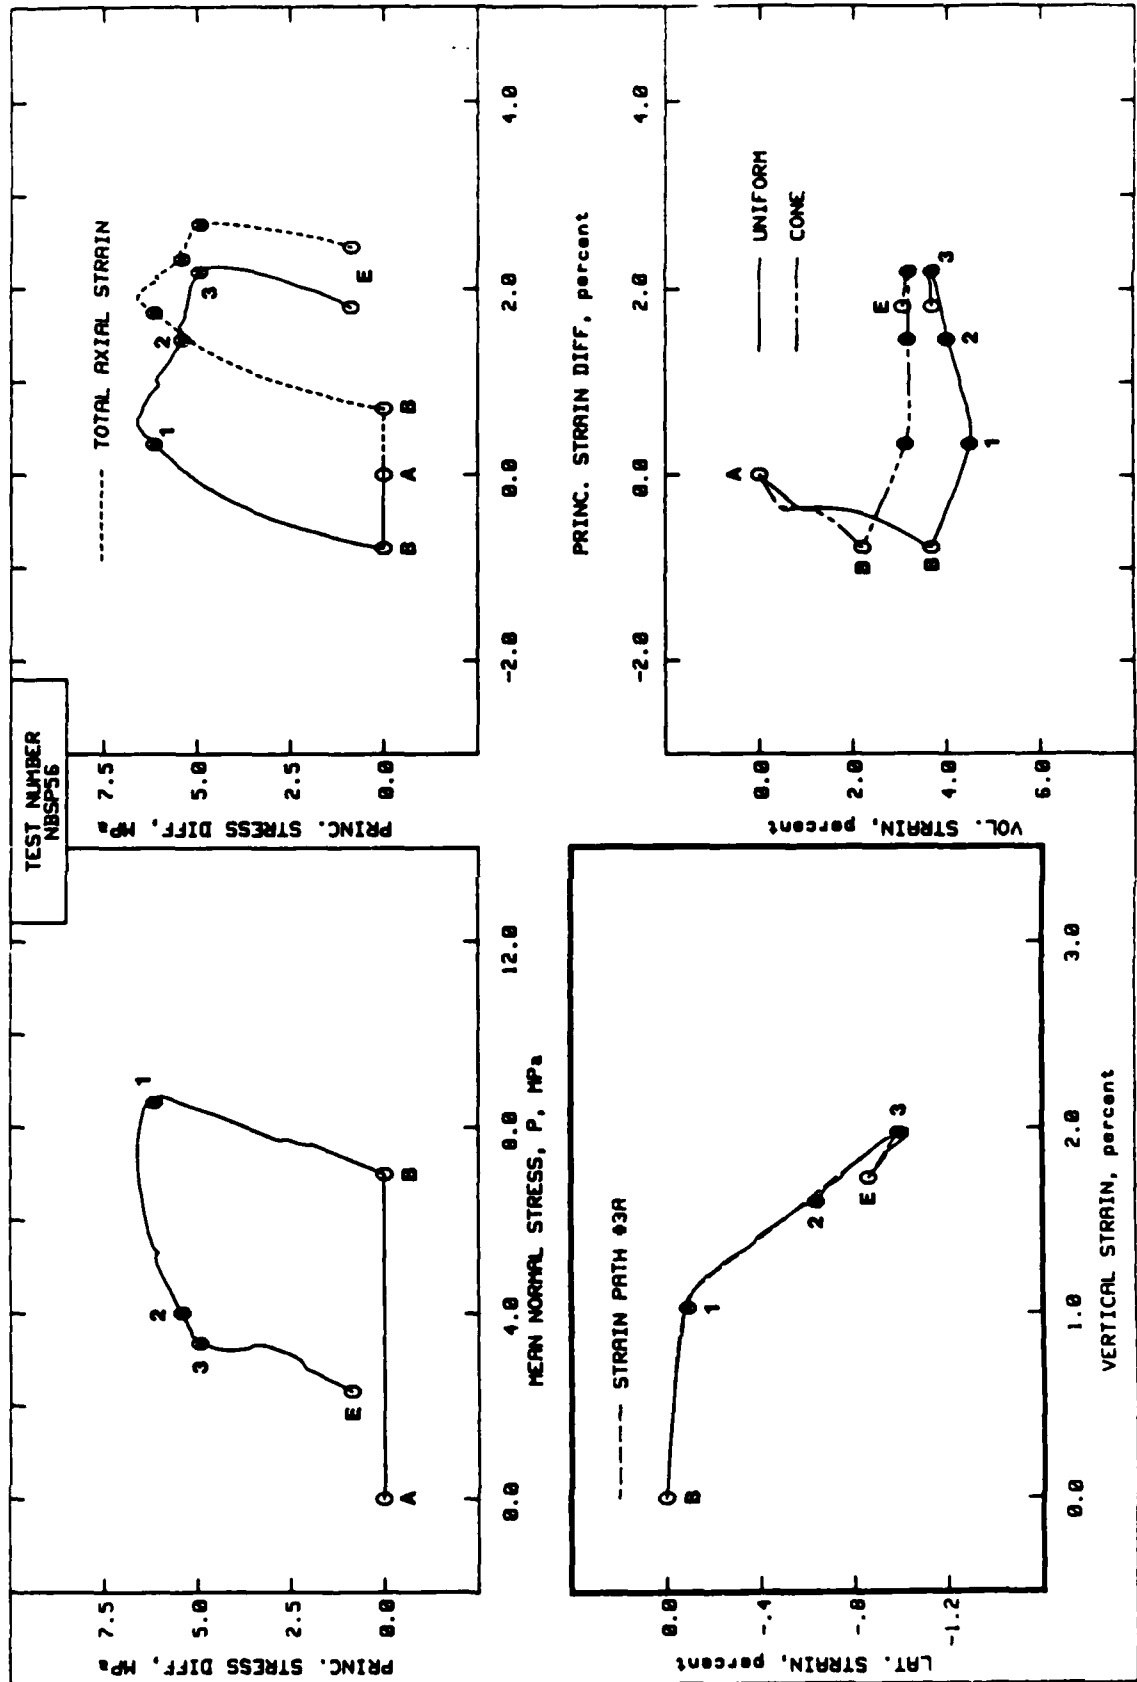 TEST NUMBER
NBSP56
PRINC. STRESS DIFF, MPa
7.5
5.0
2.5
0.0
1
2
3
E
A
B
0.0
4.0
8.0
12.0
MEAN NORMAL STRESS, P, MPa
PRINC. STRESS DIFF, MPa
7.5
5.0
2.5
0.0
TOTAL AXIAL STRAIN
1
2
3
E
B
A
B
-2.0
0.0
2.0
4.0
PRINC. STRAIN DIFF, percent
LAT. STRAIN, percent
0.0
-.4
-.8
-1.2
STRAIN PATH #3A
B
1
2
E
3
0.0
1.0
2.0
3.0
VERTICAL STRAIN, percent
VOL. STRAIN, percent
0.0
2.0
4.0
6.0
-2.0
0.0
2.0
4.0
UNIFORM
CONE
A
B
B
E
1
2
3